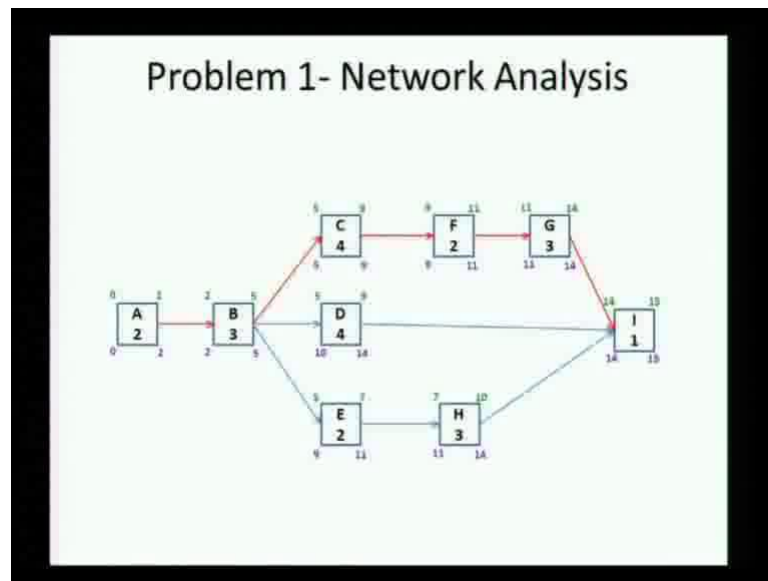 Problem 1- Network Analysis
5 9 9 11 11 14
C F G
4 2 3
5 9 9 11 11 14
0 2 2 5 5 9 14 15
A B D I
2 3 4 1
0 2 2 5 10 14 14 15
5 7 7 10
E H
2 3
9 11 11 14